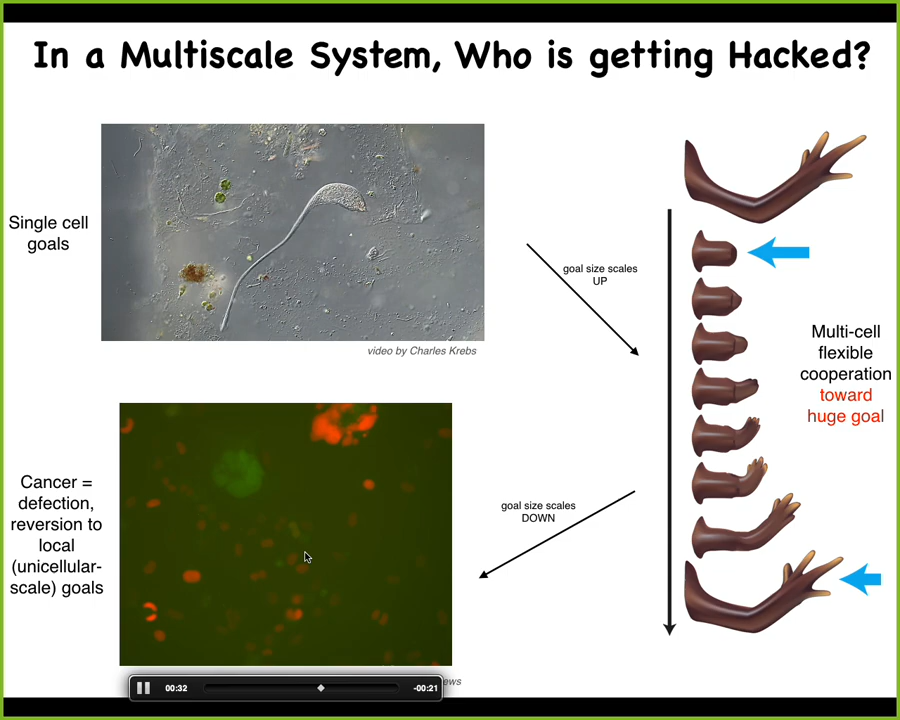 In a Multiscale System, Who is getting Hacked?
Single cell
goals
video by Charles Krebs
goal size scales
UP
Multi-cell
flexible
cooperation
toward
huge goal
Cancer =
defection,
reversion to
local
(unicellular-
scale) goals
goal size scales
DOWN
00:32
-00:21